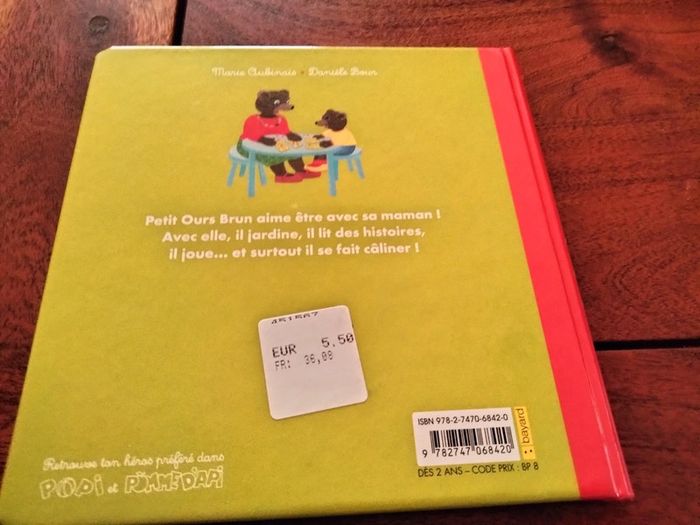 Marie Aubinais • Danièle Bour
Petit Ours Brun aime être avec sa maman !
Avec elle, il jardine, il lit des histoires,
il joue... et surtout il se fait câliner !
451567
EUR 5.50
FR: 36,08
ISBN 978-2-7470-6842-0
9 782747 068420
bayard
DÈS 2 ANS – CODE PRIX : BP 8
Retrouve ton héros préféré dans
POPi et POMME D'API